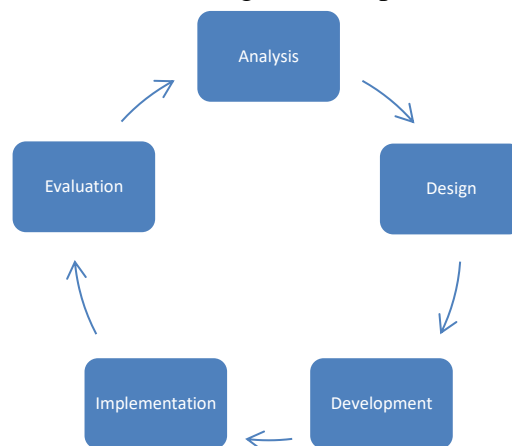 Analysis
Design
Development
Implementation
Evaluation